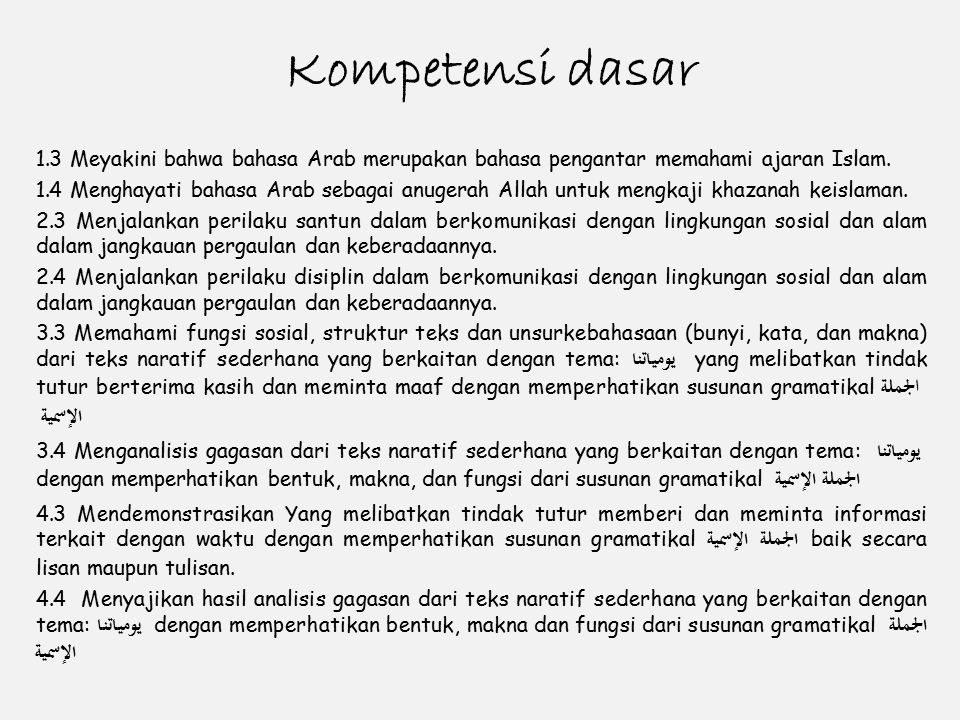 Kompetensi dasar
1.3 Meyakini bahwa bahasa Arab merupakan bahasa pengantar memahami ajaran Islam.
1.4 Menghayati bahasa Arab sebagai anugerah Allah untuk mengkaji khazanah keislaman.
2.3 Menjalankan perilaku santun dalam berkomunikasi dengan lingkungan sosial dan alam
dalam jangkauan pergaulan dan keberadaannya.
2.4 Menjalankan perilaku disiplin dalam berkomunikasi dengan lingkungan sosial dan alam
dalam jangkauan pergaulan dan keberadaannya.
3.3 Memahami fungsi sosial, struktur teks dan unsurkebahasaan (bunyi, kata, dan makna)
dari teks naratif sederhana yang berkaitan dengan tema: يومياتنا yang melibatkan tindak
tutur berterima kasih dan meminta maaf dengan memperhatikan susunan gramatikal الجملة
الإسمية
3.4 Menganalisis gagasan dari teks naratif sederhana yang berkaitan dengan tema: يومياتنا
dengan memperhatikan bentuk, makna, dan fungsi dari susunan gramatikal الجملة الإسمية
4.3 Mendemonstrasikan Yang melibatkan tindak tutur memberi dan meminta informasi
terkait dengan waktu dengan memperhatikan susunan gramatikal الجملة الإسمية baik secara
lisan maupun tulisan.
4.4 Menyajikan hasil analisis gagasan dari teks naratif sederhana yang berkaitan dengan
tema: يومياتنا dengan memperhatikan bentuk, makna dan fungsi dari susunan gramatikal الجملة
الإسمية